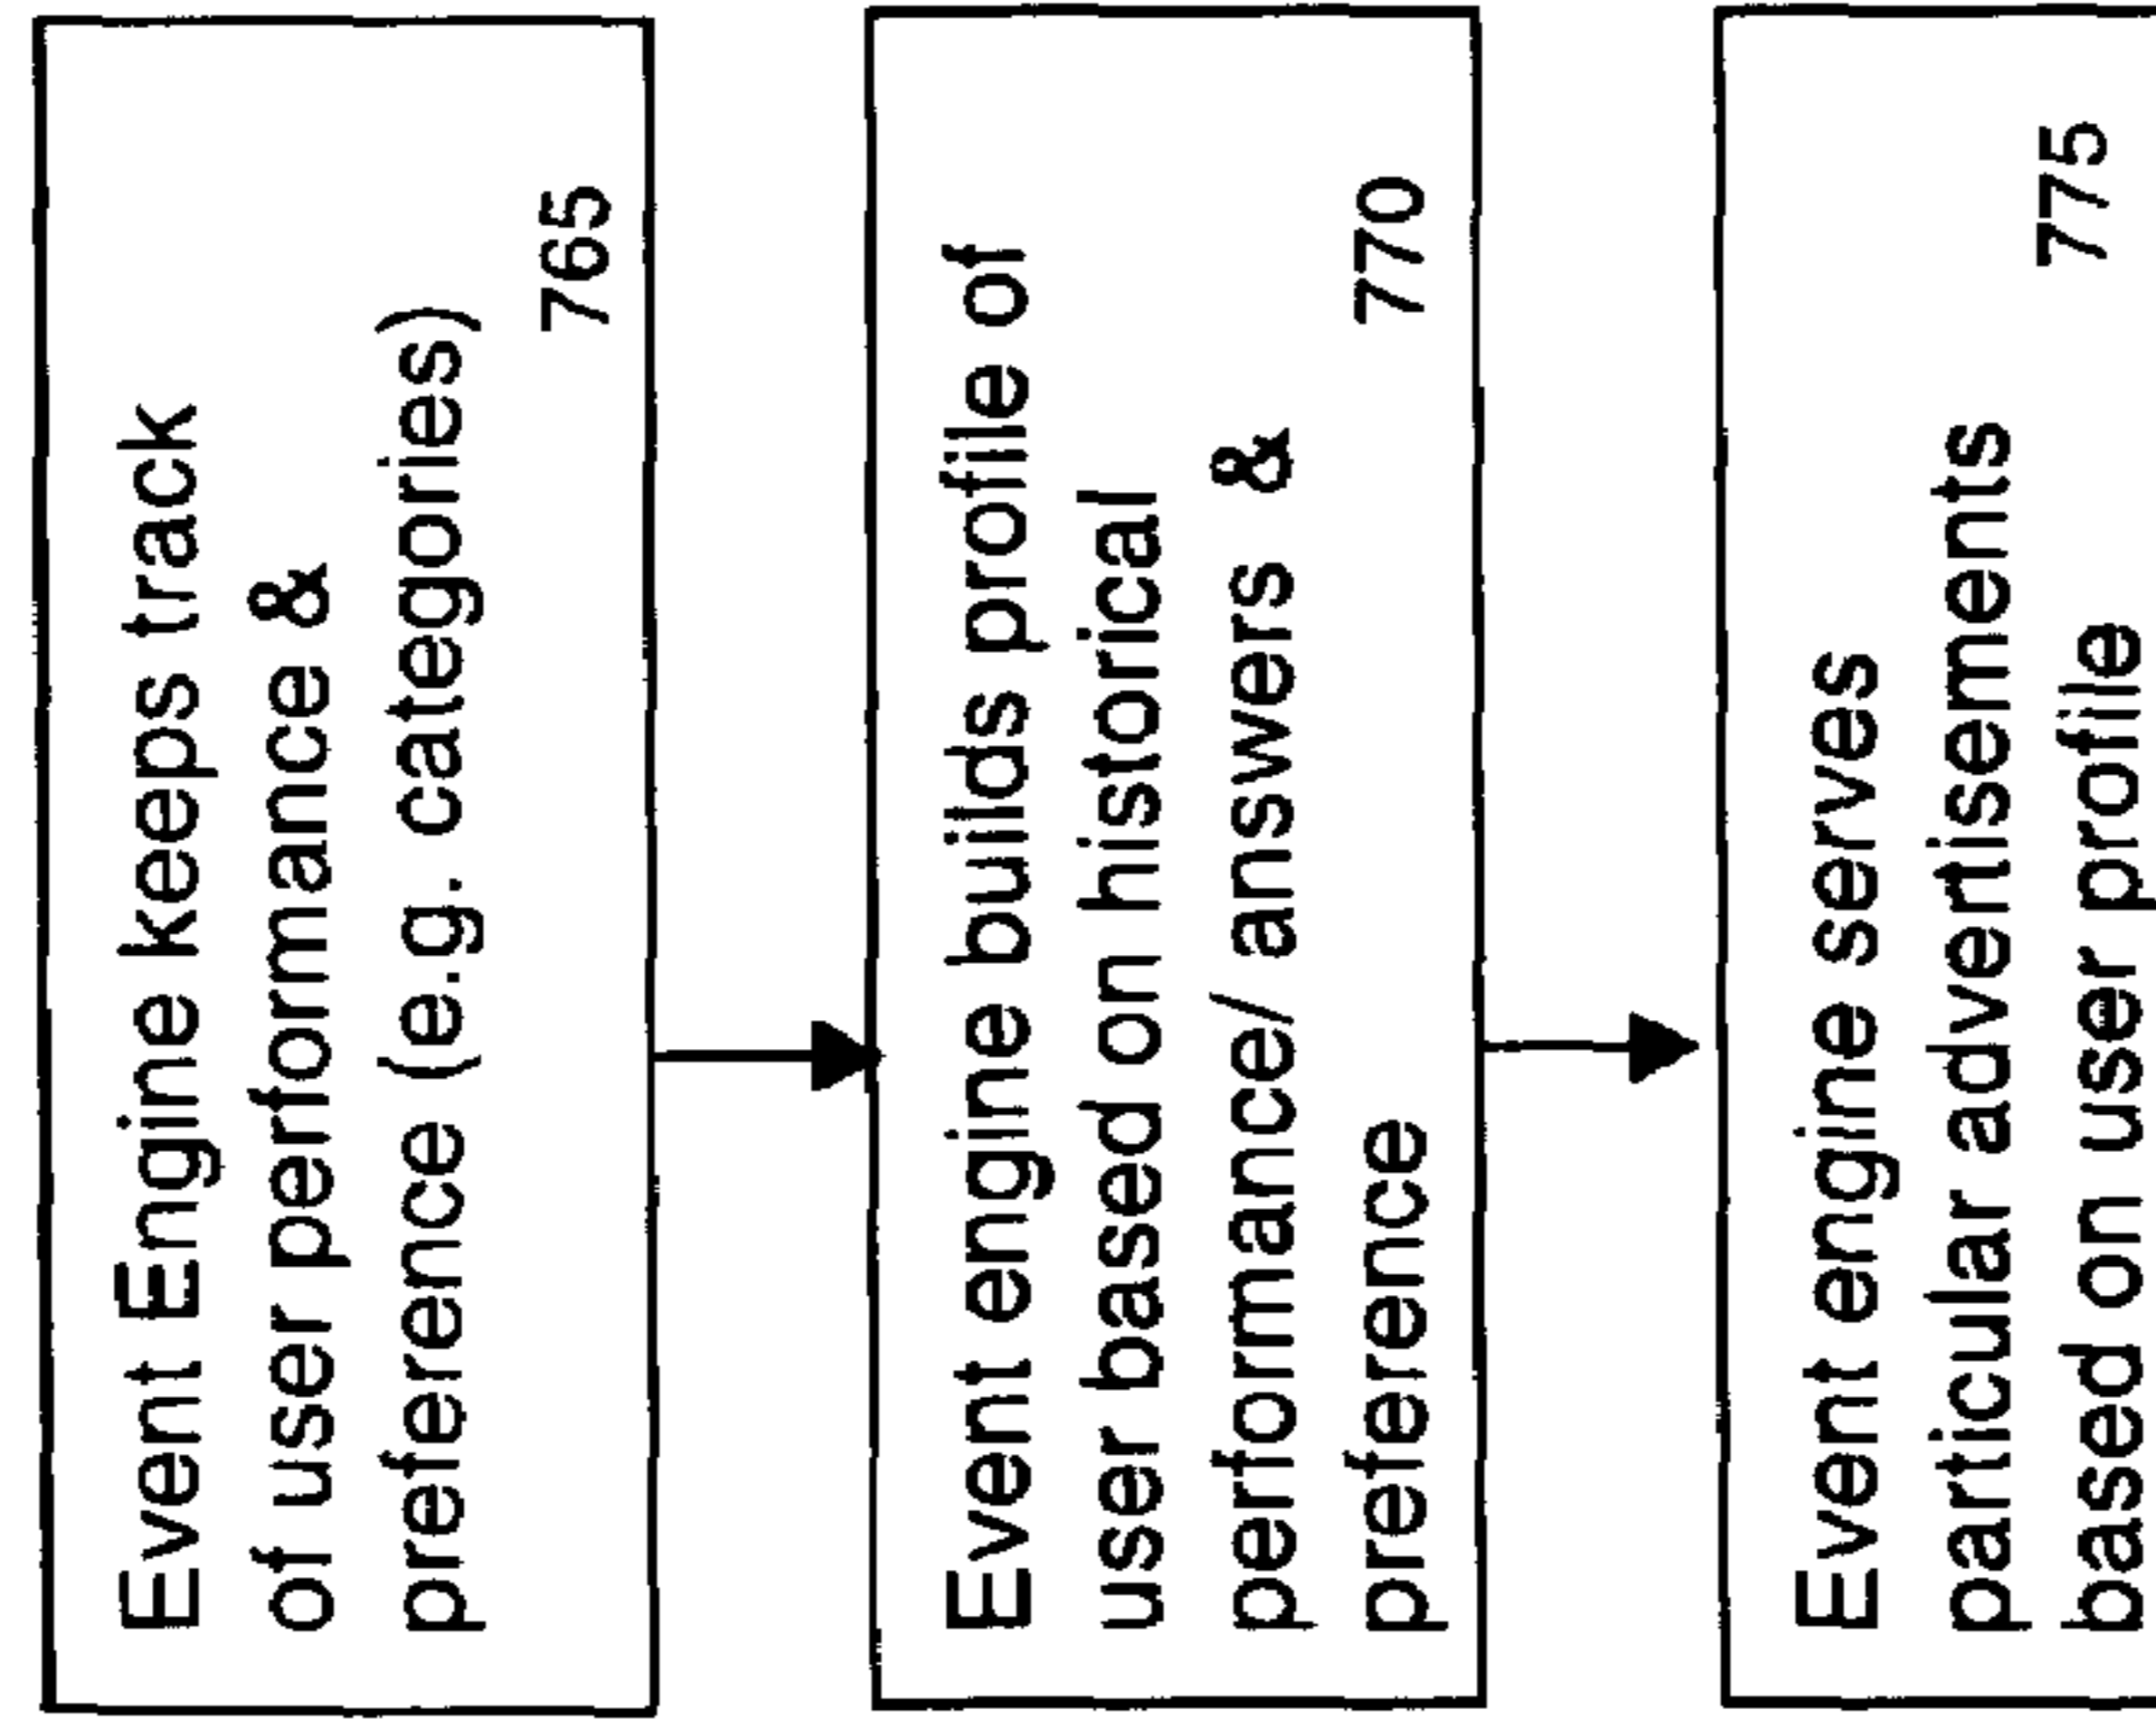 Event Engine keeps track
of user performance &
preference (e.g. categories)
765
Event engine builds profile of
user based on historical
performance/ answers &
preference 770
Event engine serves
particular advertisements
based on user profile
775